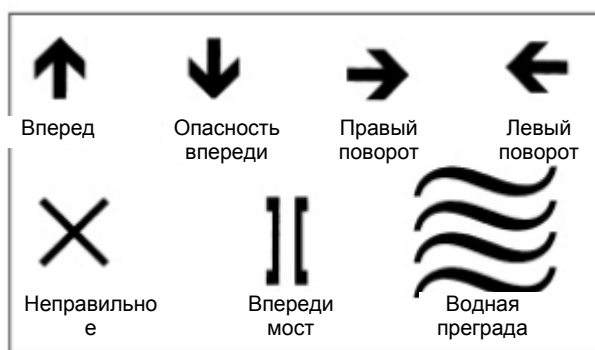 Вперед
Опасность
впереди
Правый
поворот
Левый
поворот
Неправильно
е
Впереди
мост
Водная
преграда